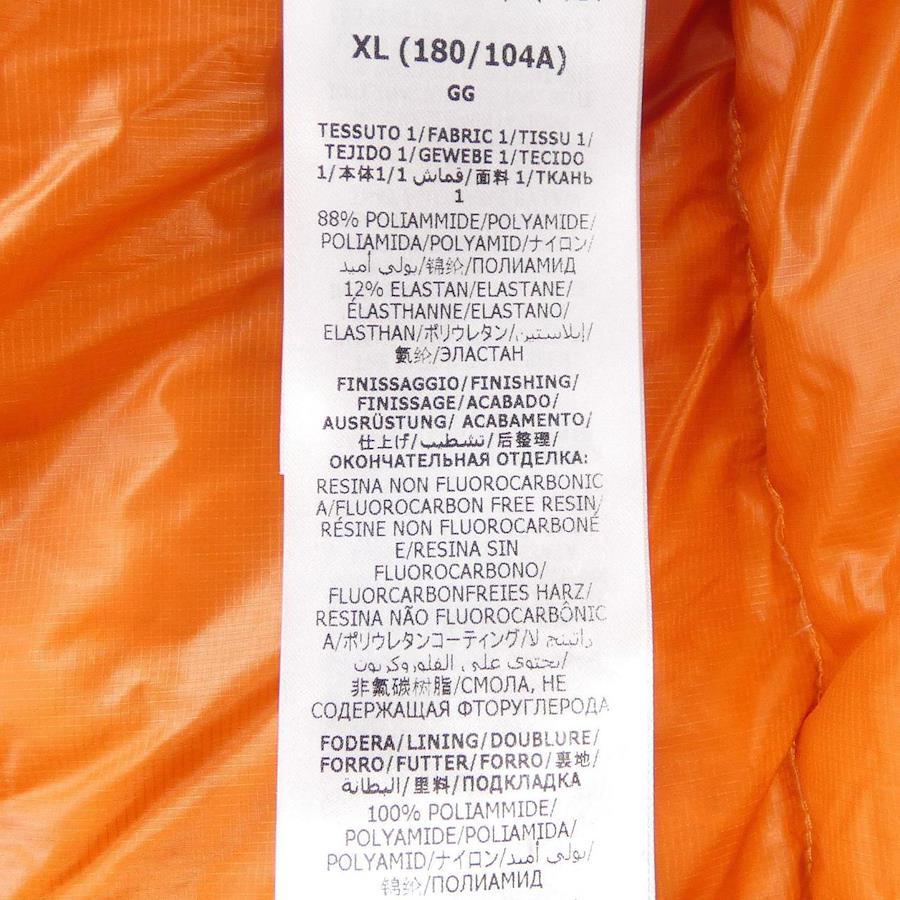 XL (180/104A)
GG
TESSUTO 1/FABRIC 1/TISSU 1/
TEJIDO 1/GEWEBE 1/TECIDO
1/本体1/1 قماش/面料 1/ТКАНЬ
1
88% POLIAMMIDE/POLYAMIDE/
POLIAMIDA/POLYAMID/ナイロン/
بولي أميد/锦纶/ПОЛИАМИД
12% ELASTAN/ELASTANE/
ÉLASTHANNE/ELASTANO/
ELASTHAN/ポリウレタン/إيلاستين/
氨纶/ЭЛАСТАН
FINISSAGGIO/FINISHING/
FINISSAGE/ACABADO/
AUSRÜSTUNG/ ACABAMENTO/
仕上げ/تشطيب/后整理/
ОКОНЧАТЕЛЬНАЯ ОТДЕЛКА:
RESINA NON FLUOROCARBONIC
A/FLUOROCARBON FREE RESIN/
RÉSINE NON FLUOROCARBONÉ
E/RESINA SIN
FLUOROCARBONO/
FLUORCARBONFREIES HARZ/
RESINA NÃO FLUOROCARBÔNIC
A/ポリウレタンコーティング/راتينج لا
يحتوي على الفلوروكربون/
非氟碳树脂/СМОЛА, НЕ
СОДЕРЖАЩАЯ ФТОРУГЛЕРОДА
FODERA/LINING/DOUBLURE/
FORRO/FUTTER/FORRO/裏地/
البطانة/里料/ПОДКЛАДКА
100% POLIAMMIDE/
POLYAMIDE/POLIAMIDA/
POLYAMID/ナイロン/بولي أميد/
锦纶/ПОЛИАМИД